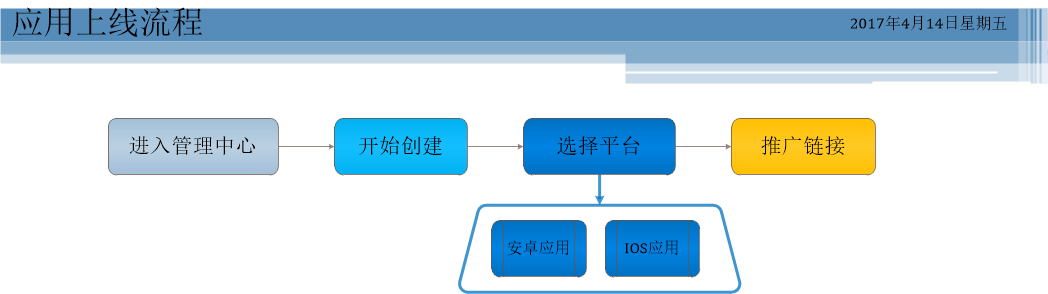 应用上线流程
2017年4月14日星期五
进入管理中心
开始创建
选择平台
推广链接
安卓应用
IOS应用